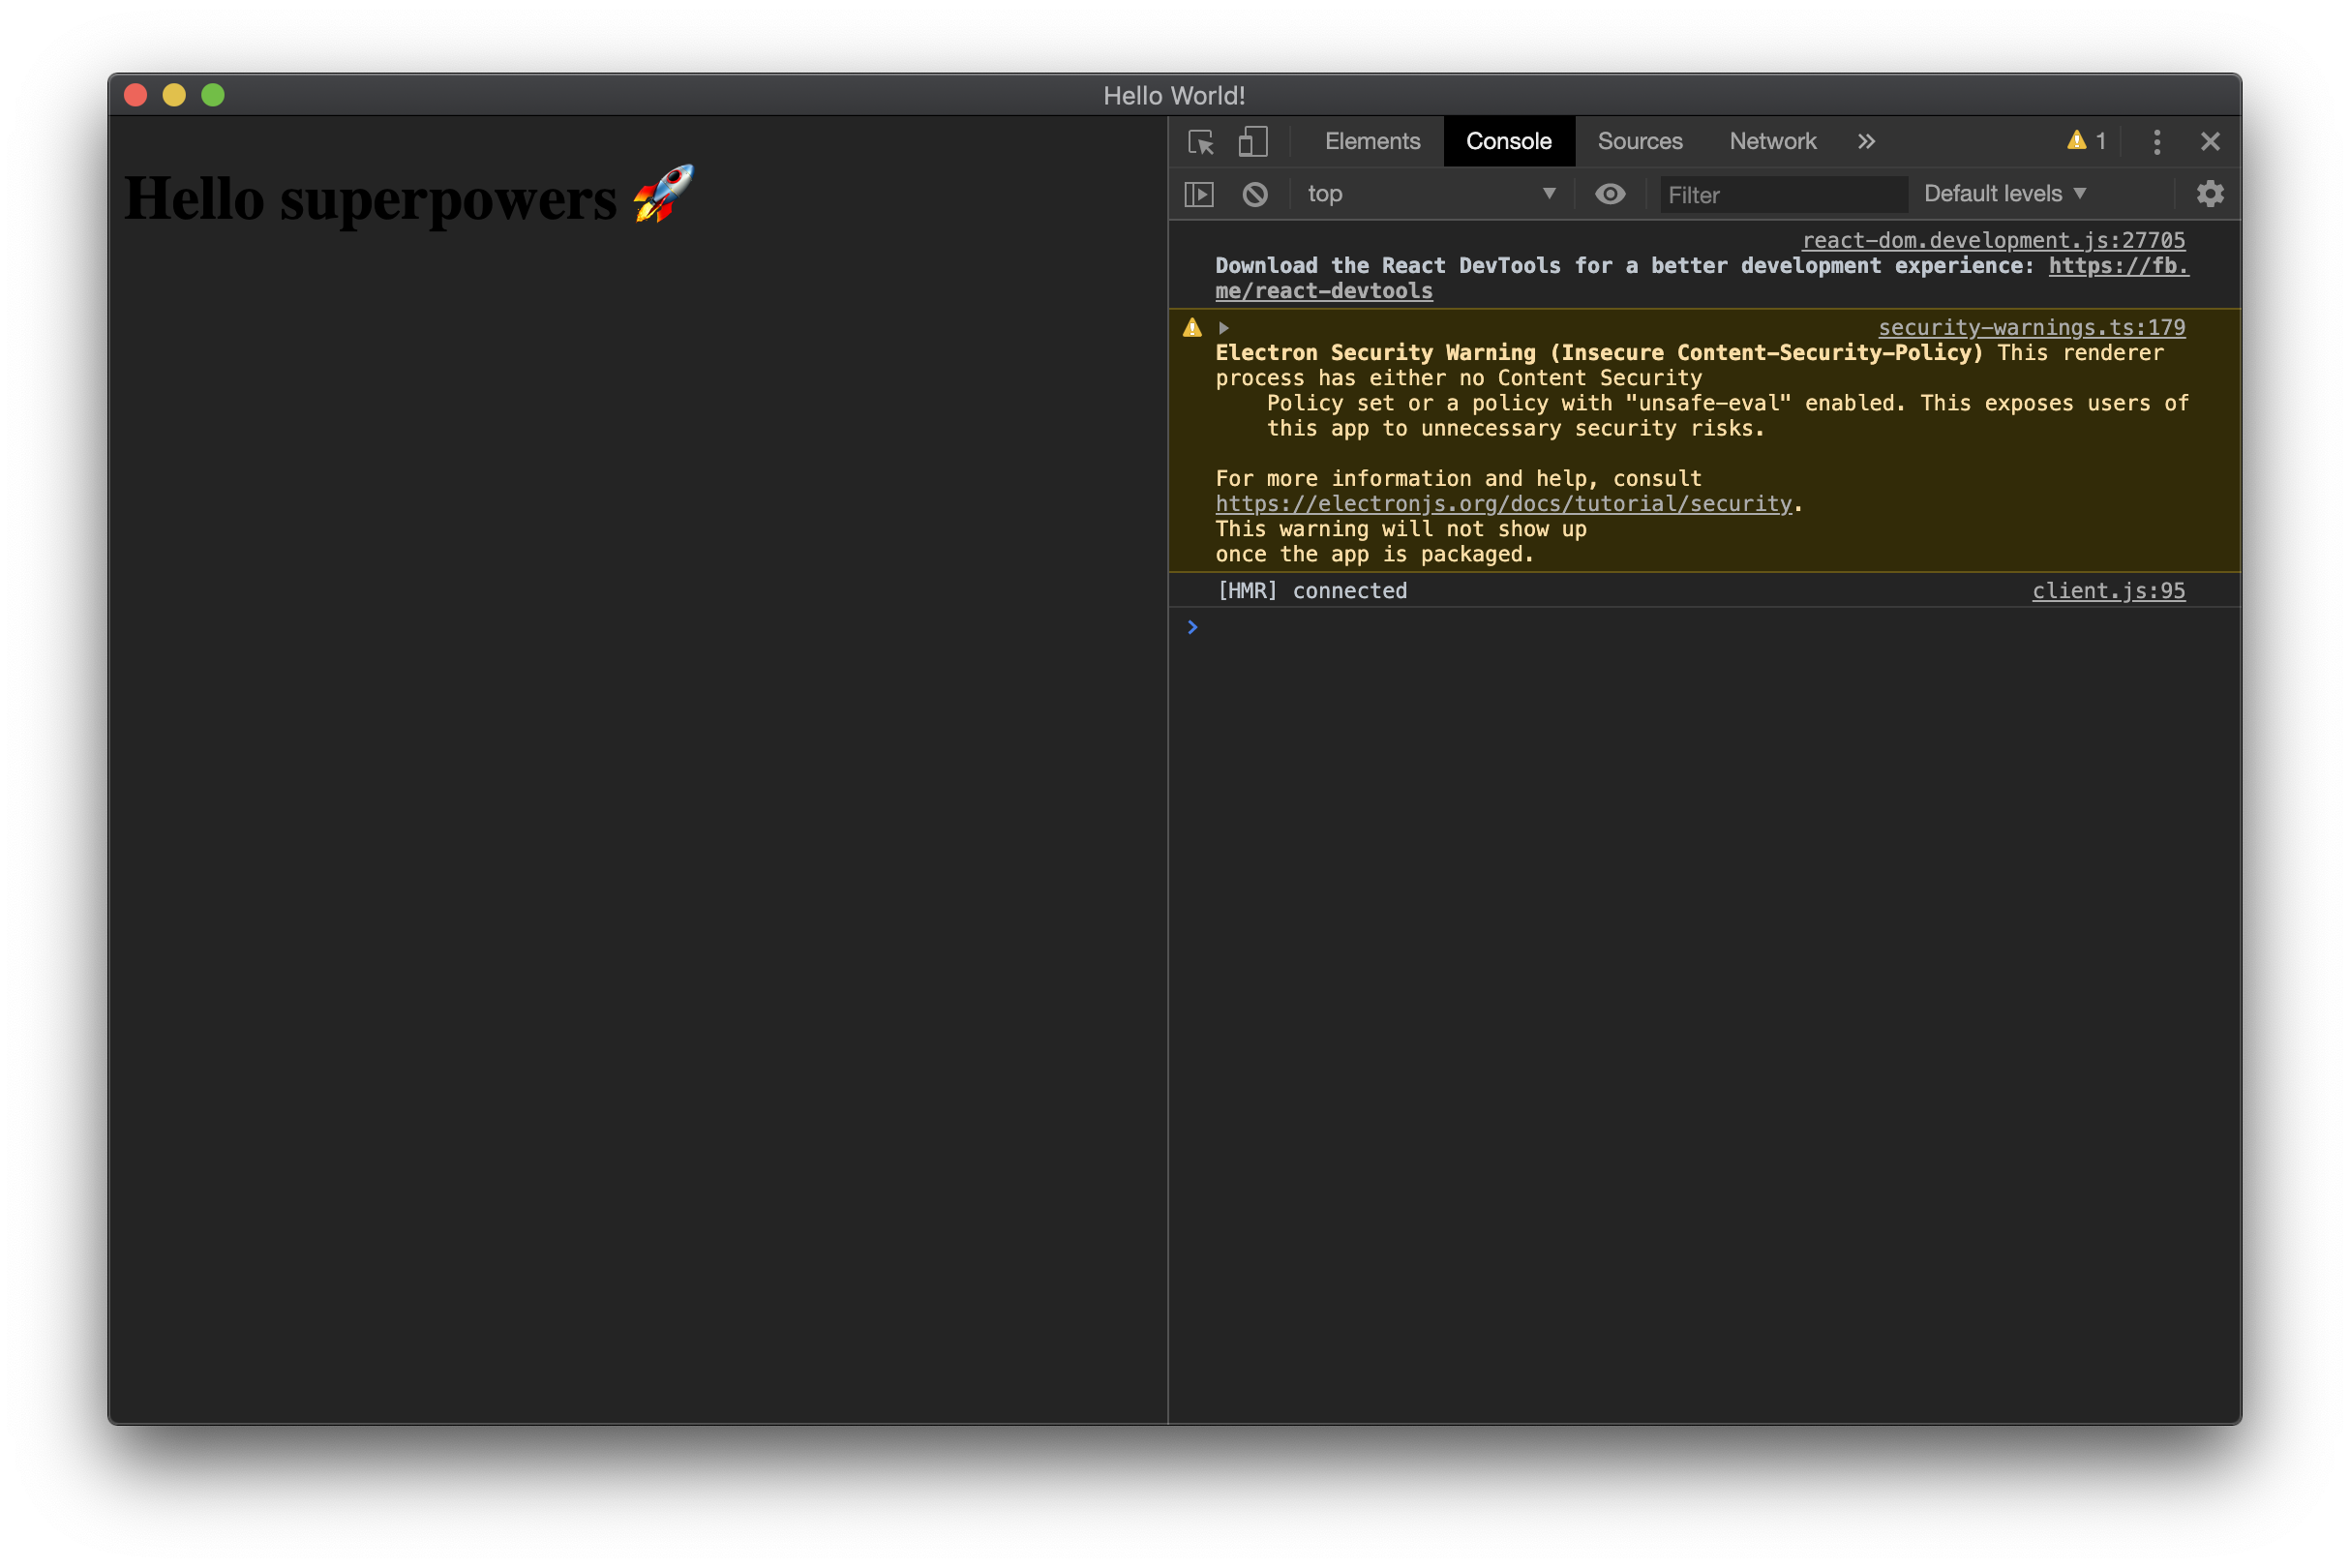 Hello World!
Hello superpowers 🚀
Elements Console Sources Network » 1
top Filter Default levels
react-dom.development.js:27705
Download the React DevTools for a better development experience: https://fb.
me/react-devtools
security-warnings.ts:179
Electron Security Warning (Insecure Content-Security-Policy) This renderer
process has either no Content Security
Policy set or a policy with "unsafe-eval" enabled. This exposes users of
this app to unnecessary security risks.
For more information and help, consult
https://electronjs.org/docs/tutorial/security.
This warning will not show up
once the app is packaged.
[HMR] connected client.js:95